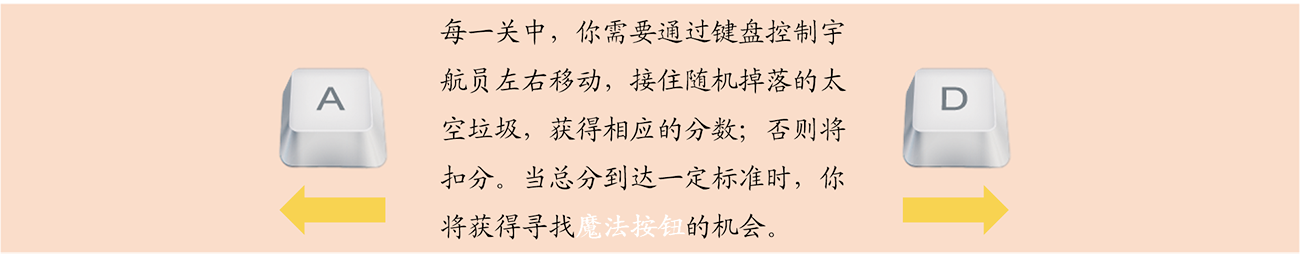 每一关中，你需要通过键盘控制宇
航员左右移动，接住随机掉落的太
空垃圾，获得相应的分数；否则将
扣分。当总分到达一定标准时，你
将获得寻找魔法按钮的机会。
A
D